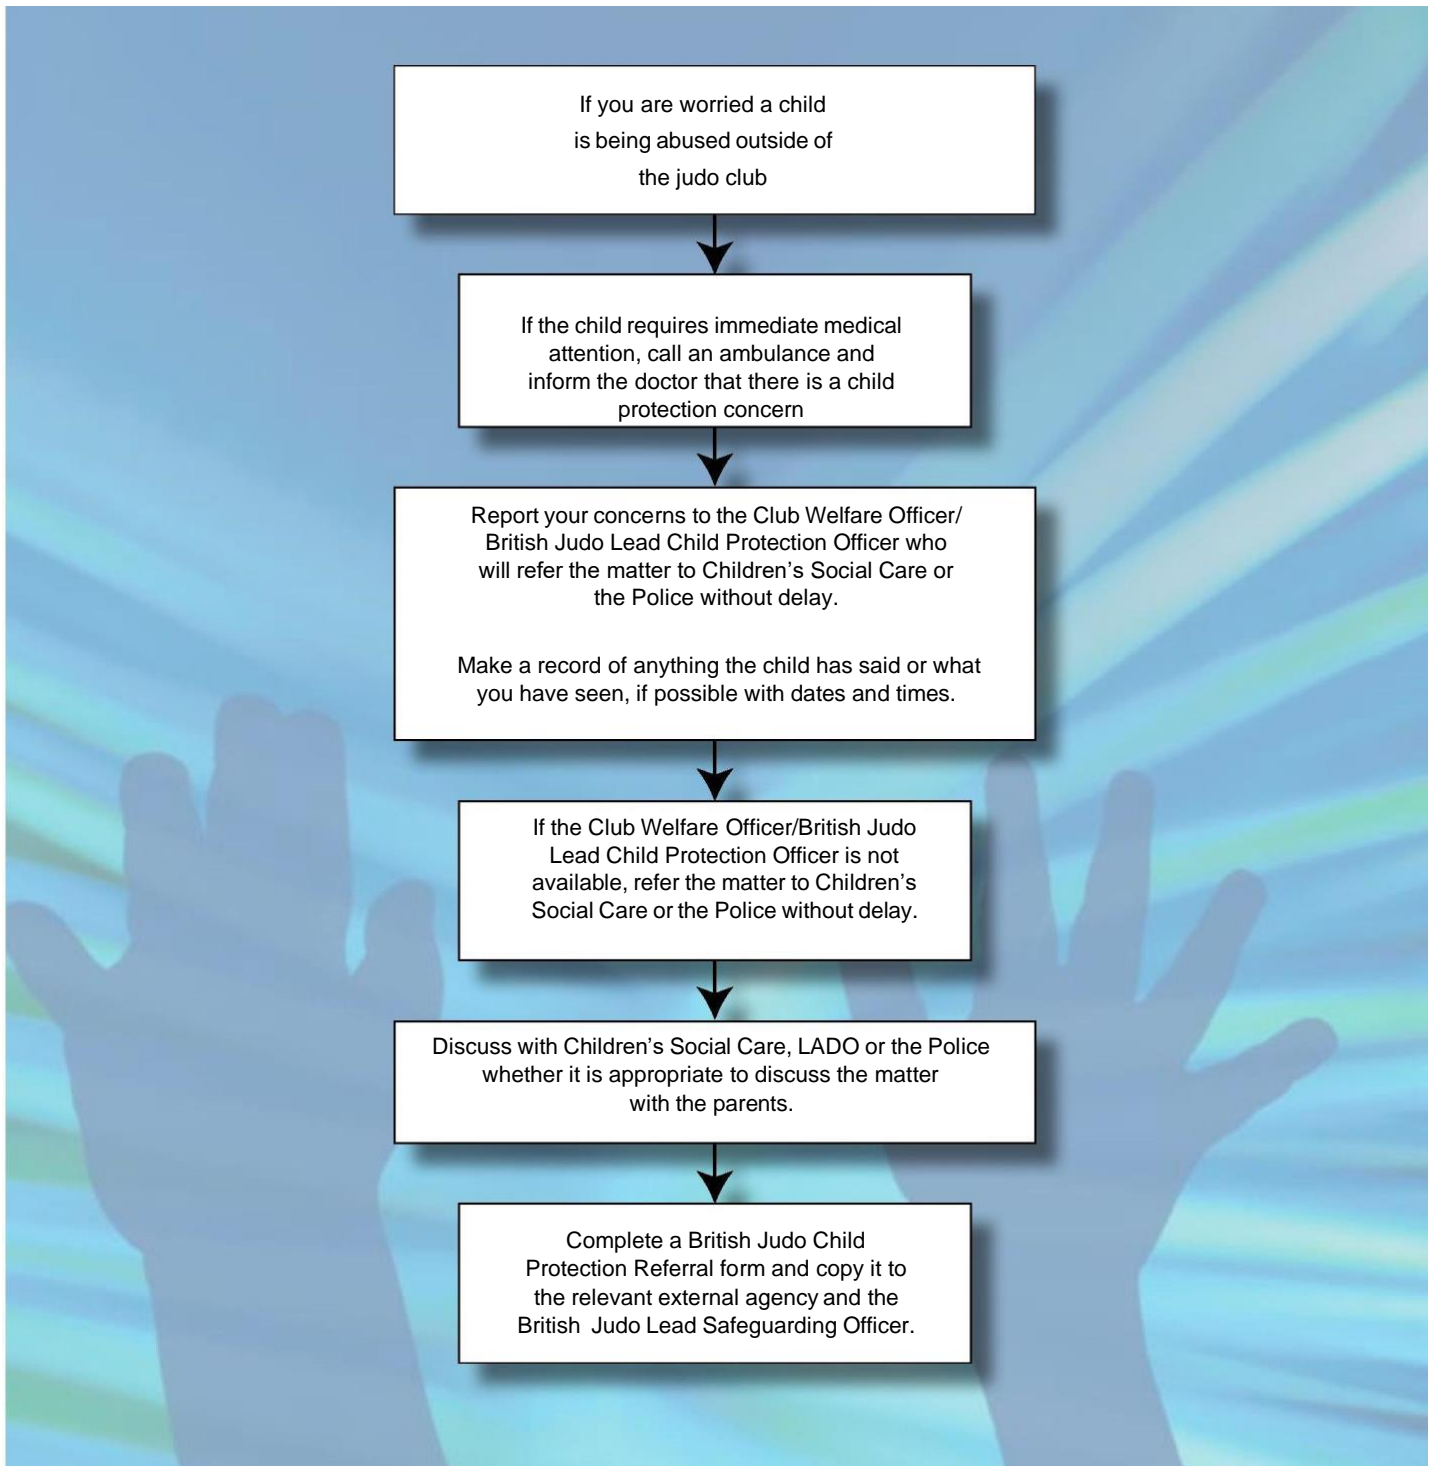 If you are worried a child
is being abused outside of
the judo club
If the child requires immediate medical
attention, call an ambulance and
inform the doctor that there is a child
protection concern
Report your concerns to the Club Welfare Officer/
British Judo Lead Child Protection Officer who
will refer the matter to Children’s Social Care or
the Police without delay.
Make a record of anything the child has said or what
you have seen, if possible with dates and times.
If the Club Welfare Officer/British Judo
Lead Child Protection Officer is not
available, refer the matter to Children’s
Social Care or the Police without delay.
Discuss with Children’s Social Care, LADO or the Police
whether it is appropriate to discuss the matter
with the parents.
Complete a British Judo Child
Protection Referral form and copy it to
the relevant external agency and the
British Judo Lead Safeguarding Officer.